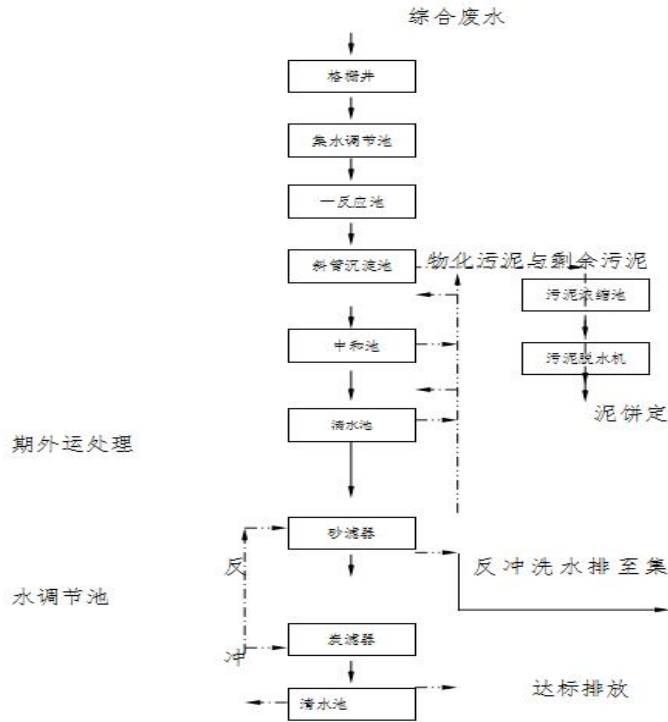 综合废水
格栅井
集水调节池
一反应池
斜管沉淀池
物化污泥与剩余污泥
污泥浓缩池
中和池
污泥脱水机
清水池
泥饼定
期外运处理
砂滤器
反
反冲洗水排至集
水调节池
冲
炭滤器
达标排放
清水池